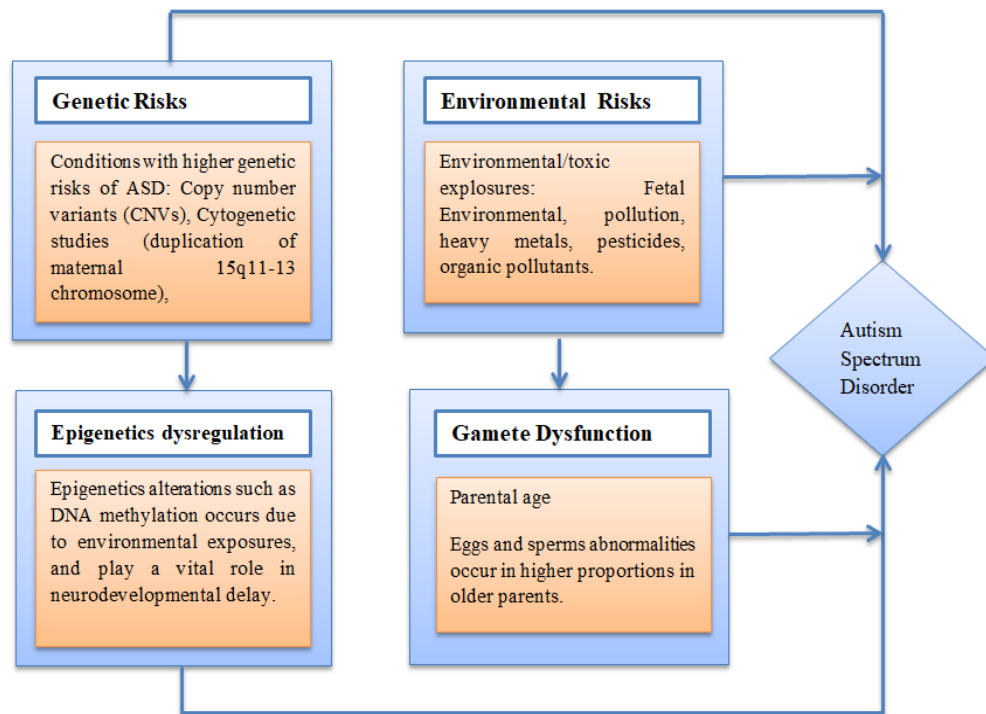 Genetic Risks
Conditions with higher genetic
risks of ASD: Copy number
variants (CNVs), Cytogenetic
studies (duplication of
maternal 15q11-13
chromosome),
Environmental Risks
Environmental/toxic
explosures: Fetal
Environmental, pollution,
heavy metals, pesticides,
organic pollutants.
Autism
Spectrum
Disorder
Epigenetics dysregulation
Epigenetics alterations such as
DNA methylation occurs due
to environmental exposures,
and play a vital role in
neurodevelopmental delay.
Gamete Dysfunction
Parental age
Eggs and sperms abnormalities
occur in higher proportions in
older parents.